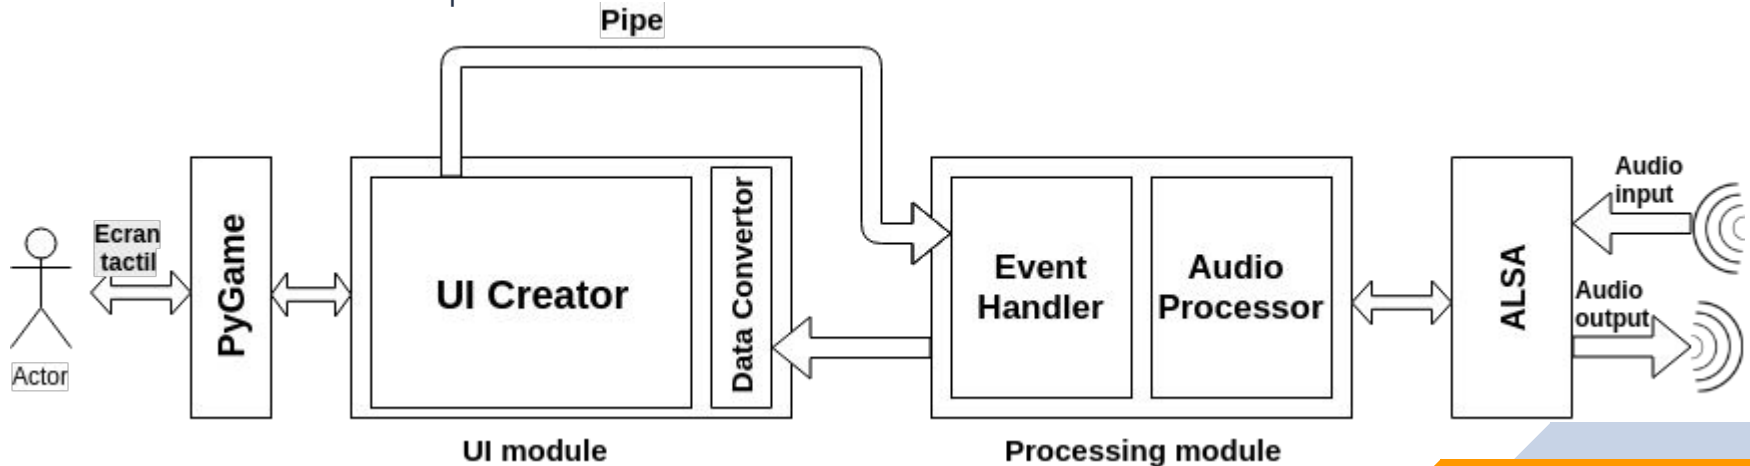 Pipe
Ecran
tactil
Actor
PyGame
UI Creator
Data Convertor
UI module
Event
Handler
Audio
Processor
Processing module
ALSA
Audio
input
Audio
output